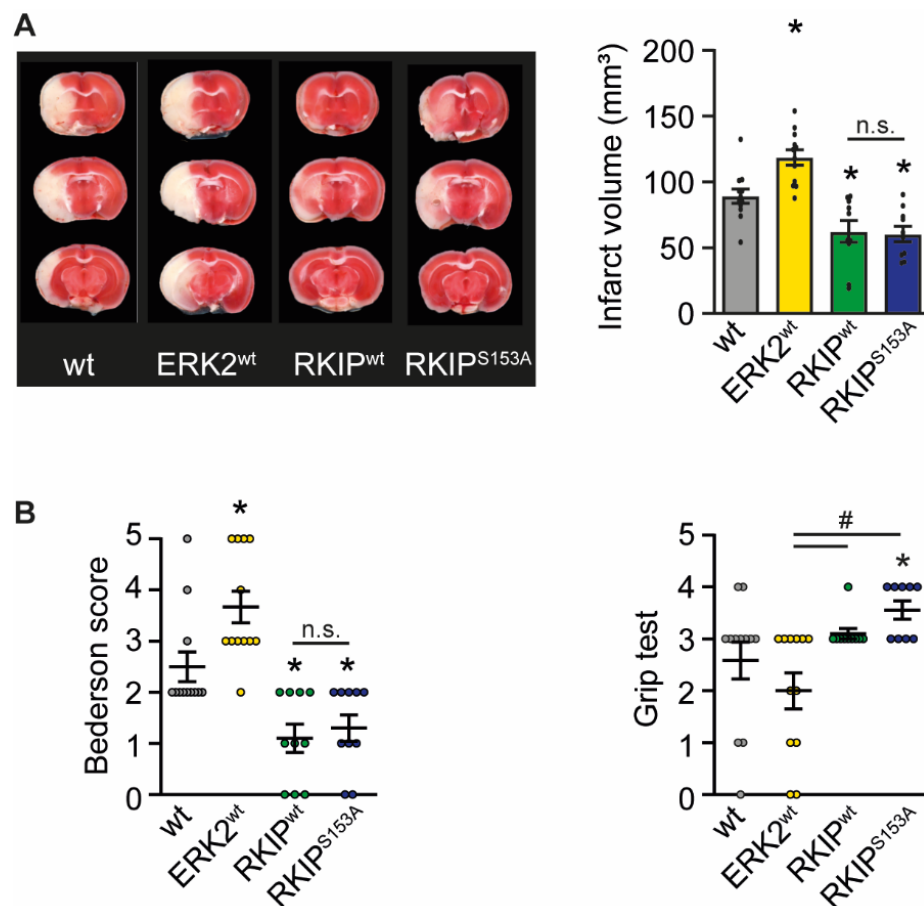 A
wt
ERK2ʷᵗ
RKIPʷᵗ
RKIPˢ¹⁵³ᴬ
Infarct volume (mm³)
200
150
100
50
0
*
n.s.
*
*
wt
ERK2ʷᵗ
RKIPʷᵗ
RKIPˢ¹⁵³ᴬ
B
Bederson score
5
4
3
2
1
0
*
n.s.
*
*
wt
ERK2ʷᵗ
RKIPʷᵗ
RKIPˢ¹⁵³ᴬ
Grip test
5
4
3
2
1
0
#
*
wt
ERK2ʷᵗ
RKIPʷᵗ
RKIPˢ¹⁵³ᴬ